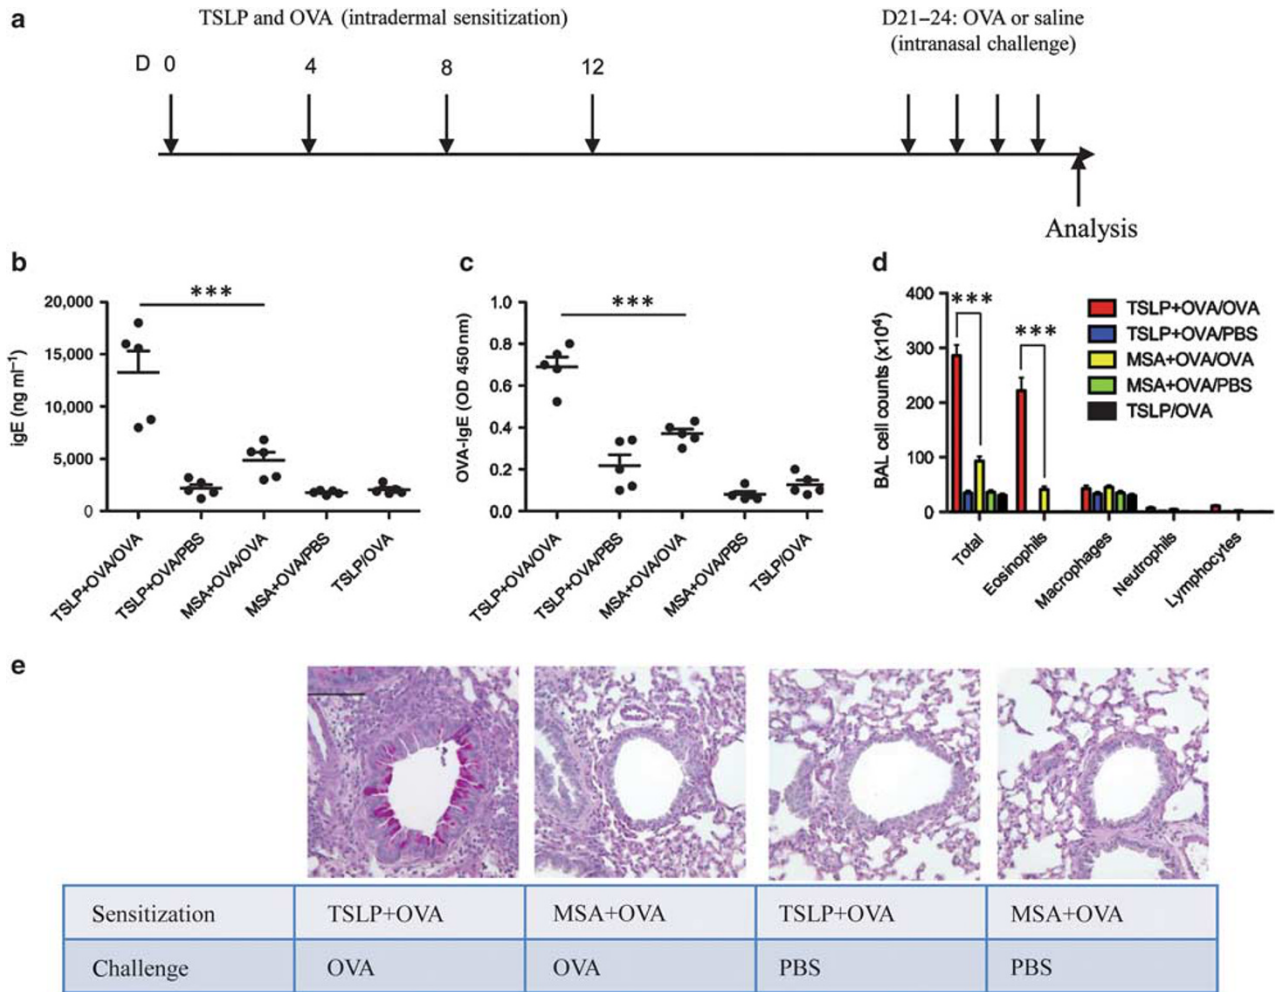 a
TSLP and OVA (intradermal sensitization)
D21–24: OVA or saline
(intranasal challenge)
D 0 4 8 12
Analysis
b
***
20,000
15,000
10,000
5,000
0
igE (ng ml⁻¹)
TSLP+OVA/OVA
TSLP+OVA/PBS
MSA+OVA/OVA
MSA+OVA/PBS
TSLP/OVA
c
***
1.0
0.8
0.6
0.4
0.2
0.0
OVA-IgE (OD 450 nm)
TSLP+OVA/OVA
TSLP+OVA/PBS
MSA+OVA/OVA
MSA+OVA/PBS
TSLP/OVA
d
***
***
400
300
200
100
0
BAL cell counts (x10⁴)
TSLP+OVA/OVA
TSLP+OVA/PBS
MSA+OVA/OVA
MSA+OVA/PBS
TSLP/OVA
Total
Eosinophils
Macrophages
Neutrophils
Lymphocytes
e
Sensitization TSLP+OVA MSA+OVA TSLP+OVA MSA+OVA
Challenge OVA OVA PBS PBS